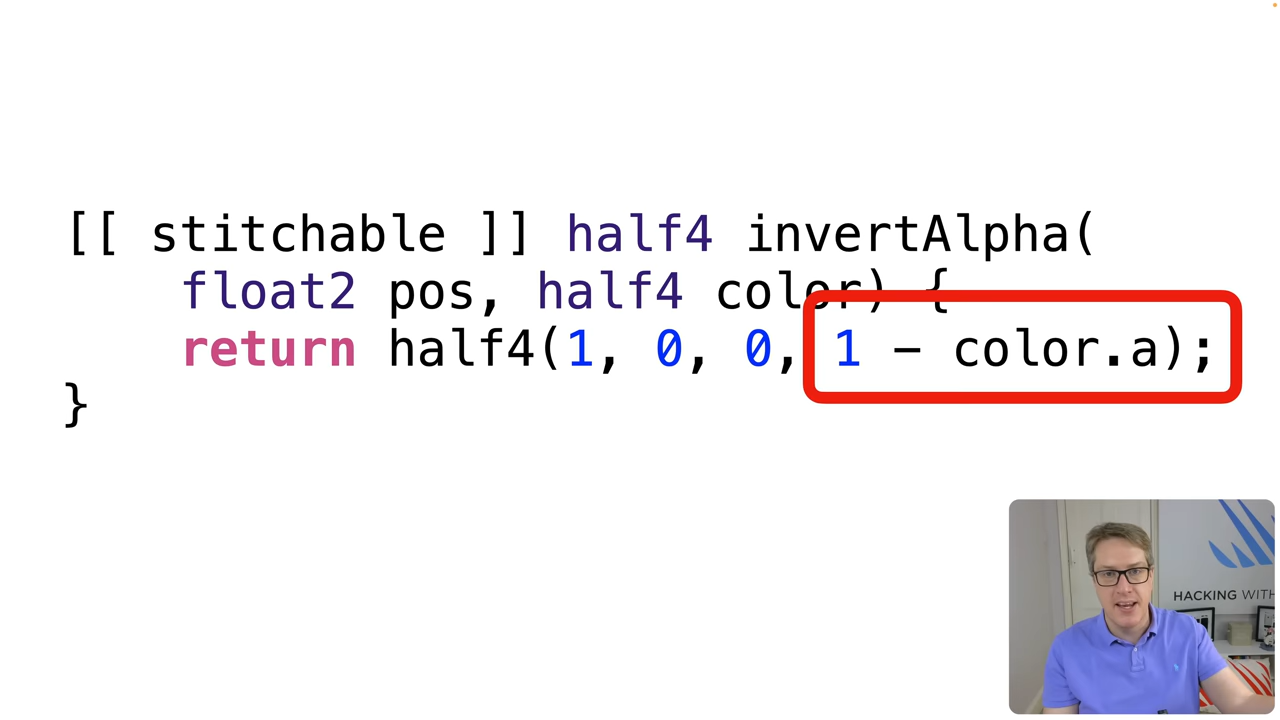 [[ stitchable ]] half4 invertAlpha(
float2 pos, half4 color) {
return half4(1, 0, 0, 1 - color.a);
}
HACKING WITH